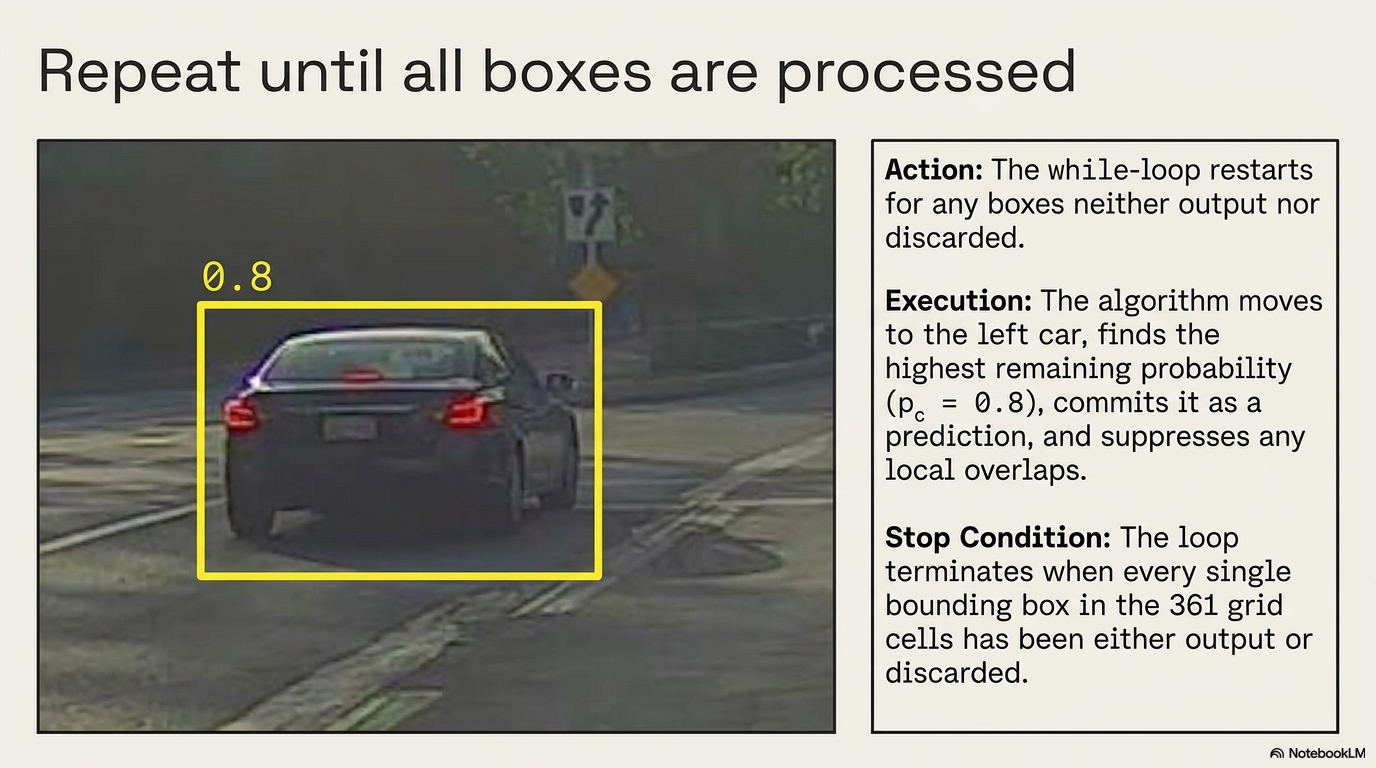 Repeat until all boxes are processed
0.8
Action: The while-loop restarts
for any boxes neither output nor
discarded.
Execution: The algorithm moves
to the left car, finds the
highest remaining probability
(pc = 0.8), commits it as a
prediction, and suppresses any
local overlaps.
Stop Condition: The loop
terminates when every single
bounding box in the 361 grid
cells has been either output or
discarded.
NotebookLM